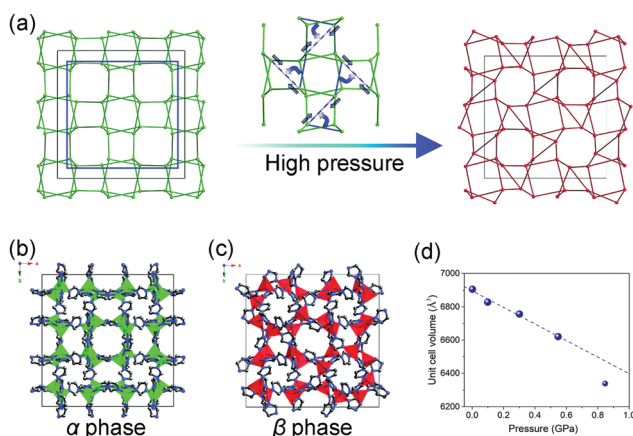 (a)
High pressure
(b)
a
b
α phase
(c)
a
b
β phase
(d)
Unit cell volume (Å³)
7000
6800
6600
6400
6200
0.0 0.2 0.4 0.6 0.8 1.0
Pressure (GPa)